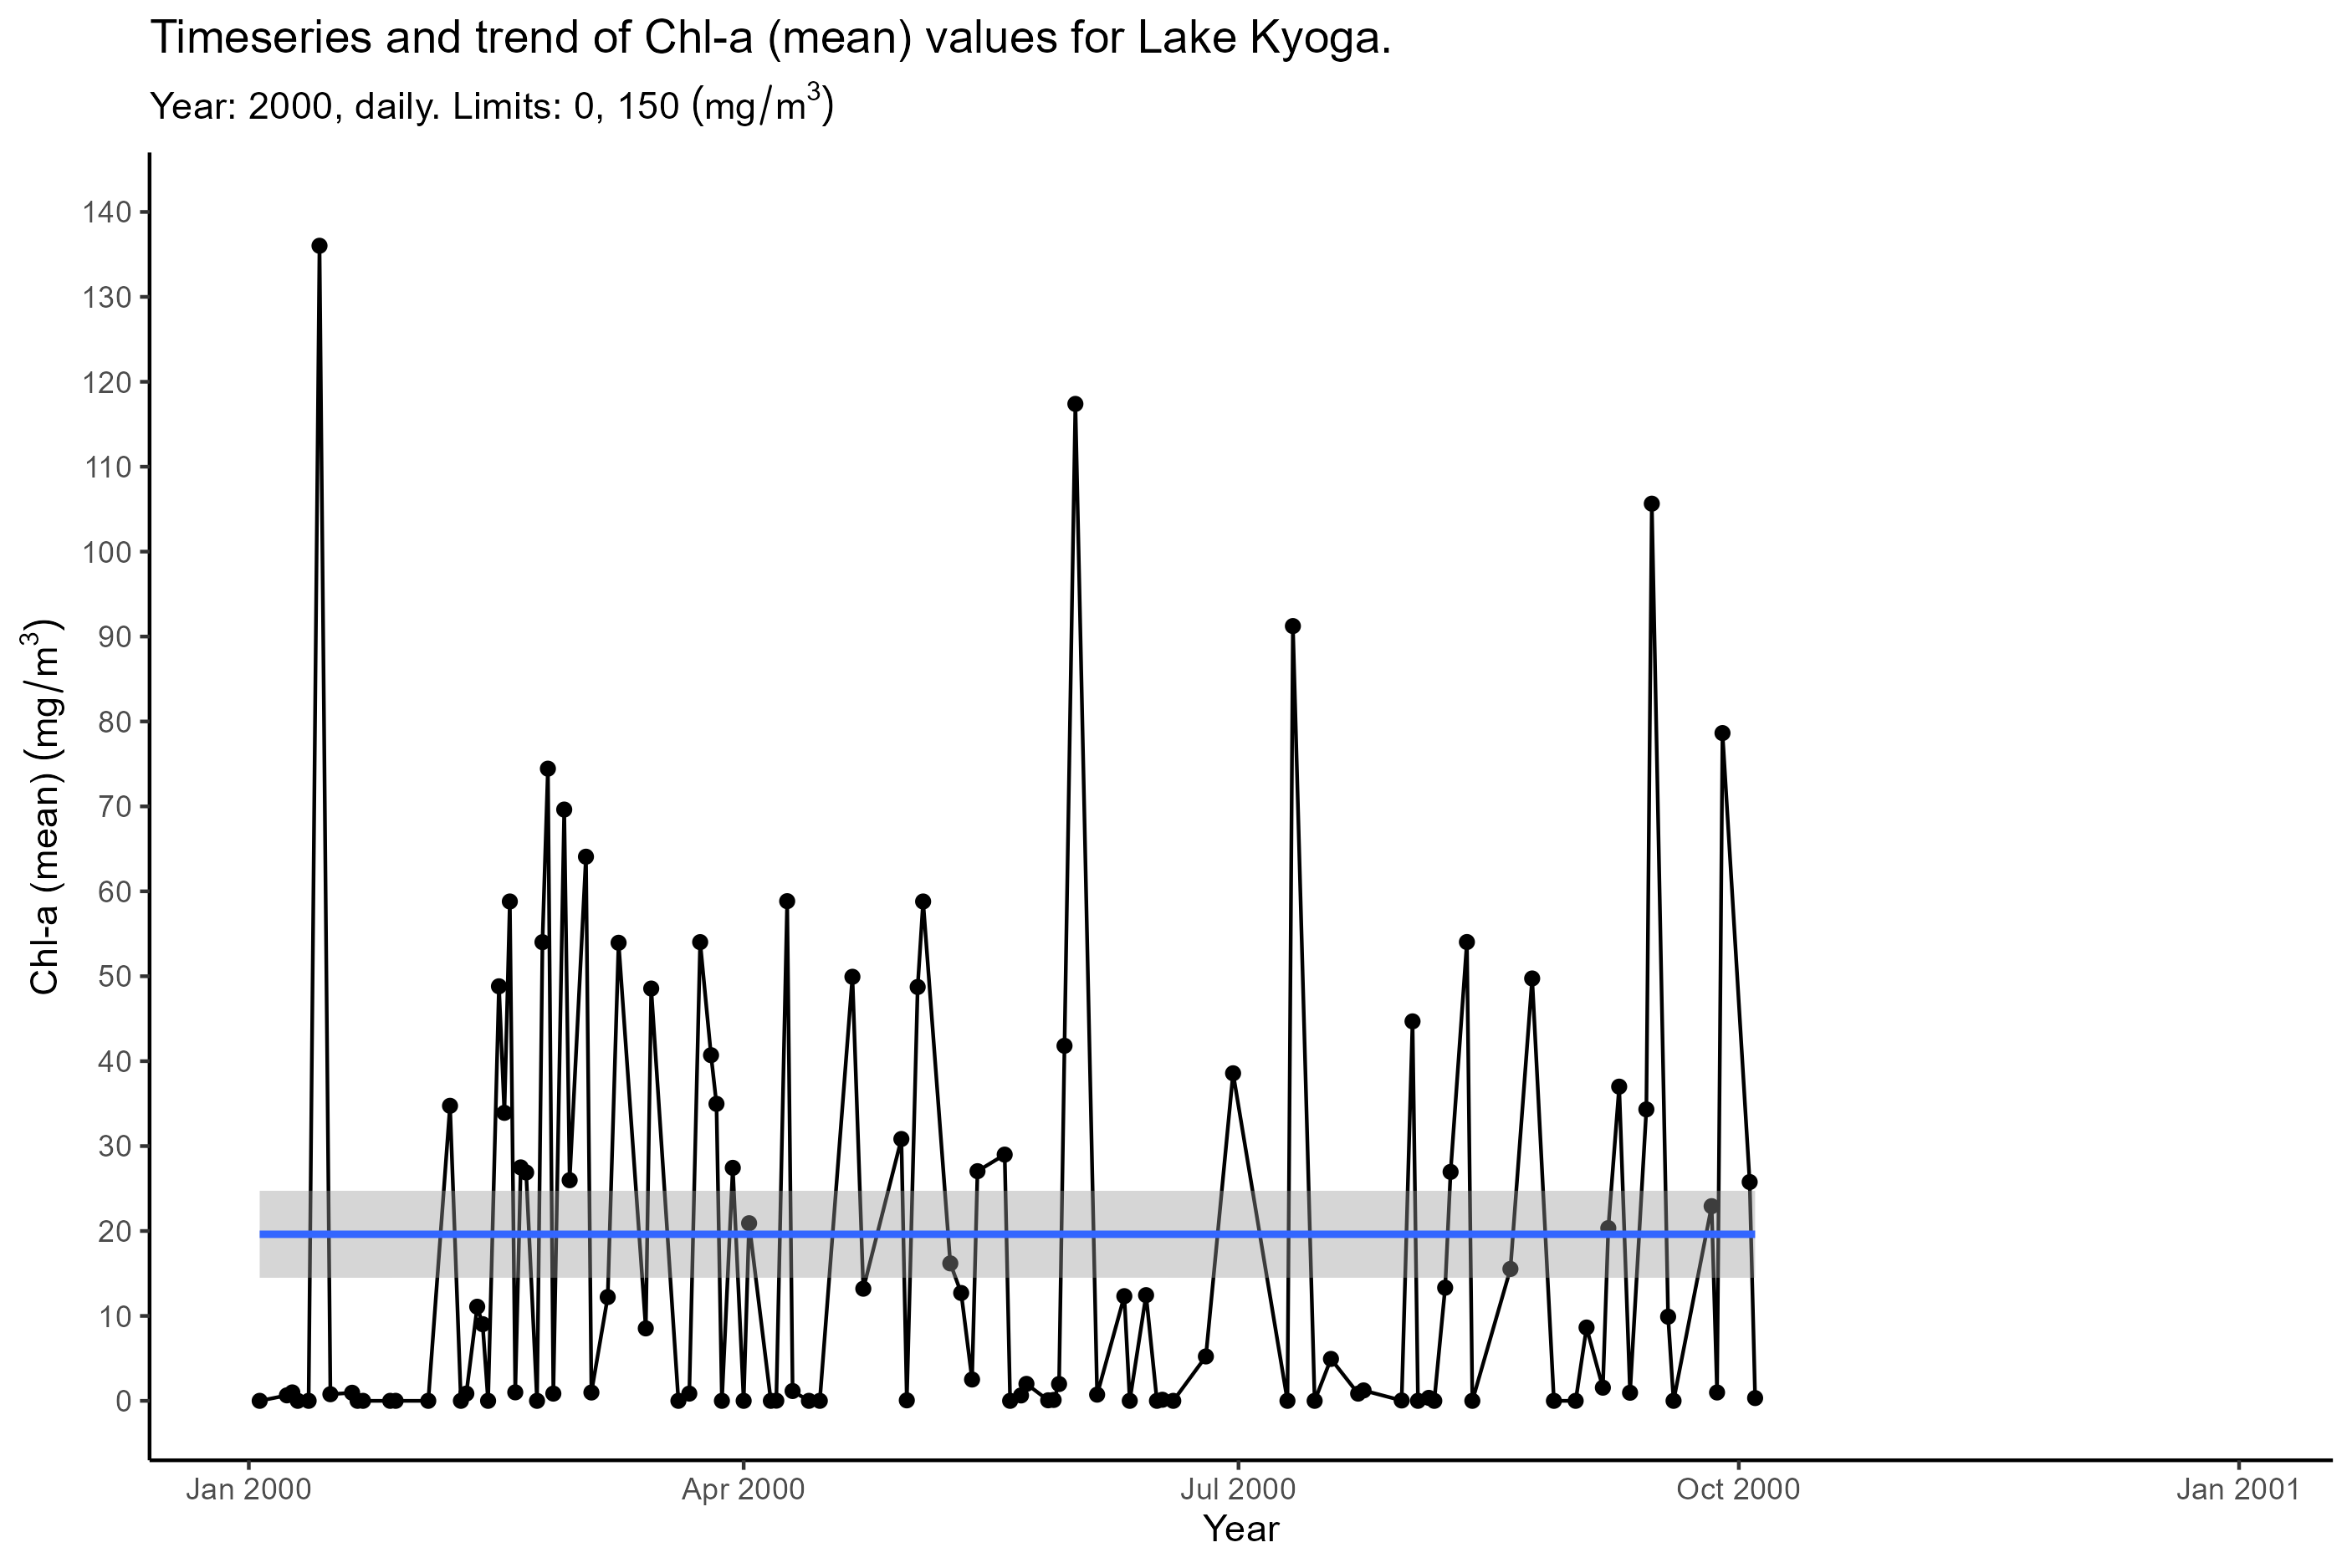 Timeseries and trend of Chl-a (mean) values for Lake Kyoga.
Year: 2000, daily. Limits: 0, 150 (mg/m³)
Chl-a (mean) (mg/m³)
140
130
120
110
100
90
80
70
60
50
40
30
20
10
0
Jan 2000
Apr 2000
Jul 2000
Oct 2000
Jan 2001
Year